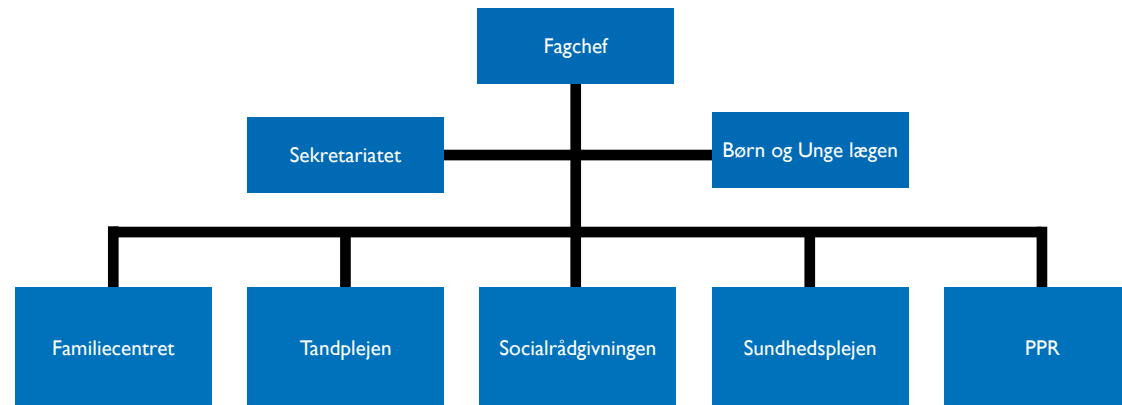 Fagchef
Sekretariatet
Børn og Unge lægen
Familiecentret
Tandplejen
Socialrådgivningen
Sundhedsplejen
PPR